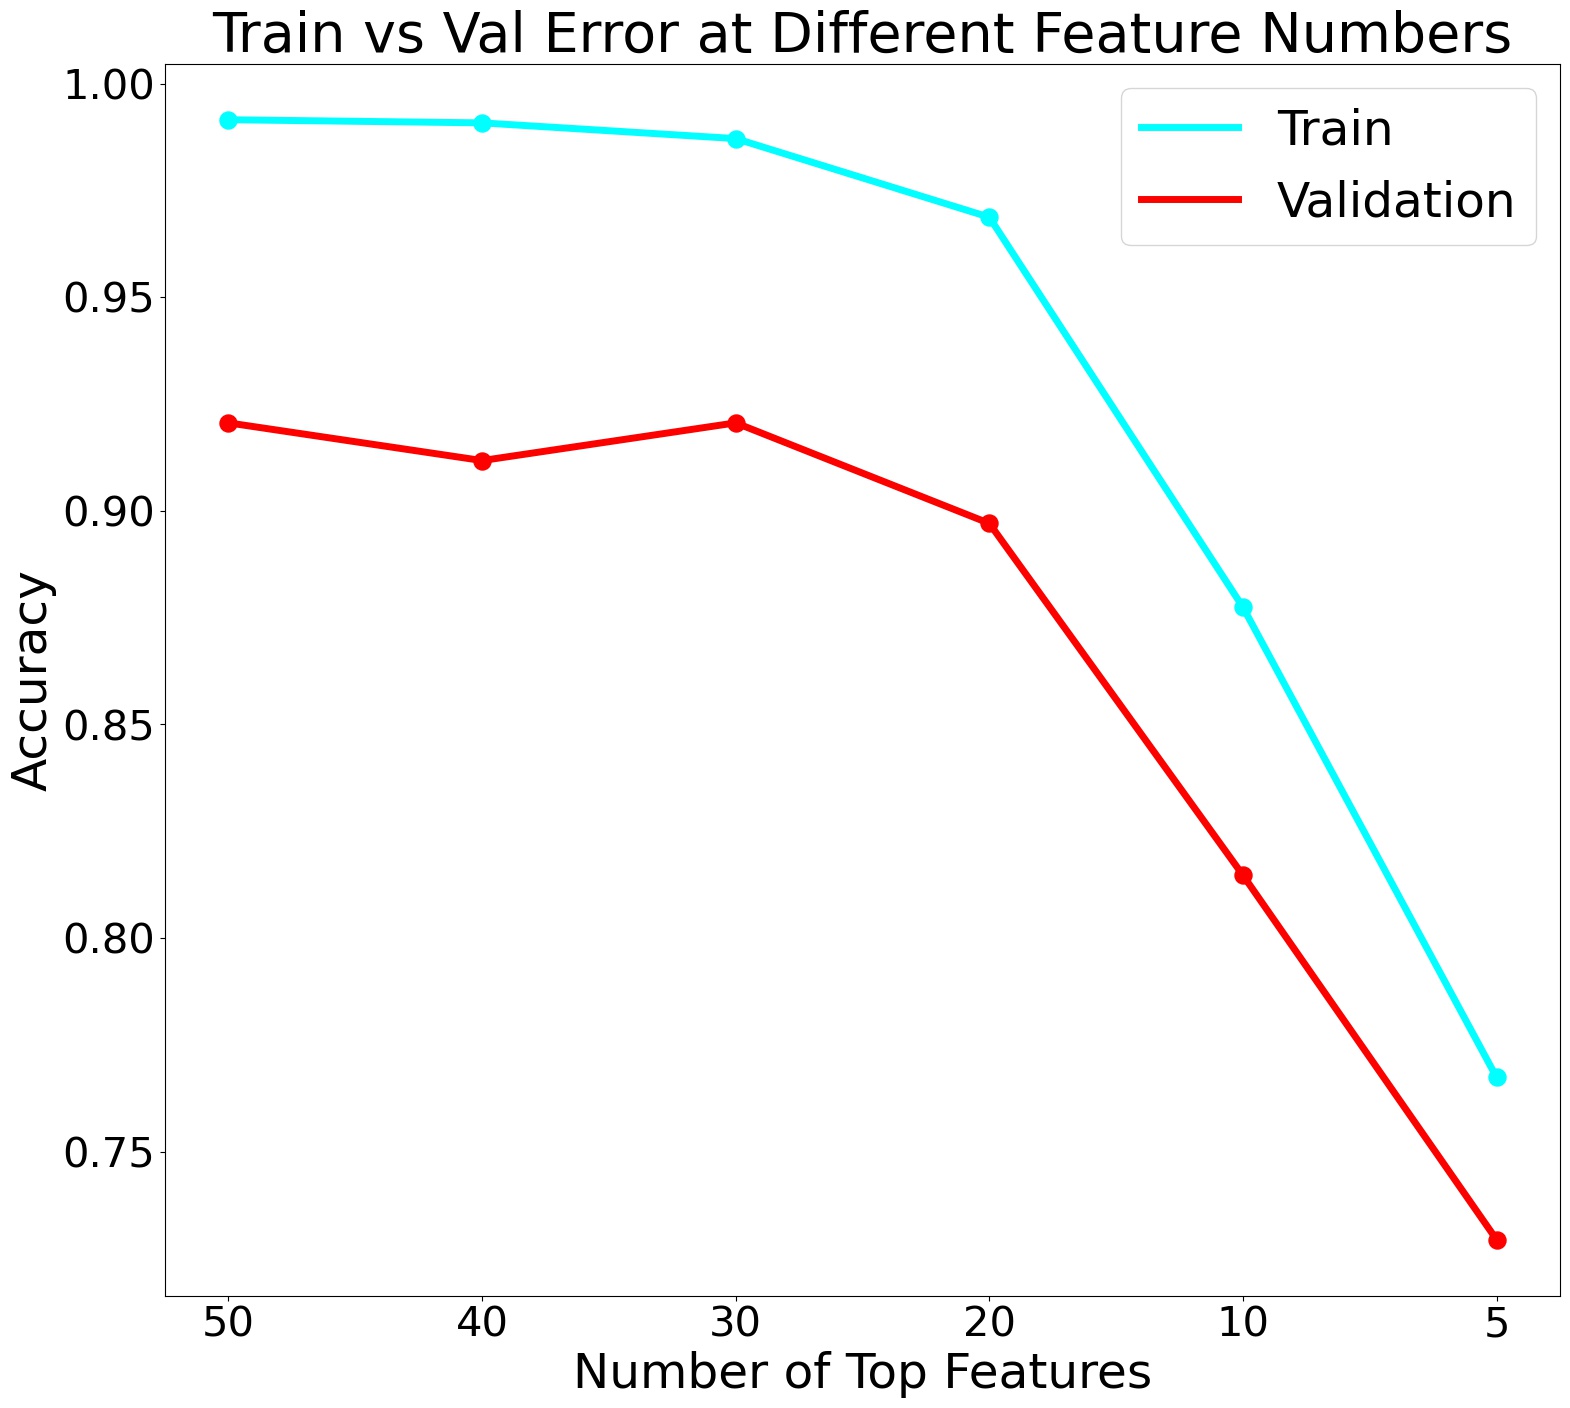 Train vs Val Error at Different Feature Numbers
1.00
0.95
0.90
0.85
0.80
0.75
Accuracy
Train
Validation
50 40 30 20 10 5
Number of Top Features